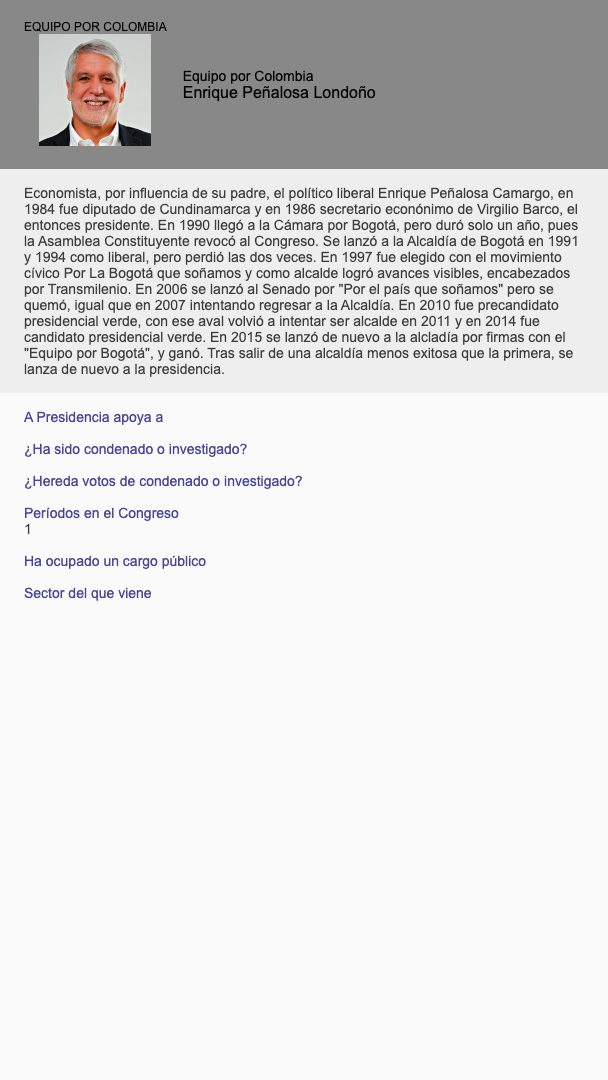 EQUIPO POR COLOMBIA
Equipo por Colombia
Enrique Peñalosa Londoño
Economista, por influencia de su padre, el político liberal Enrique Peñalosa Camargo, en
1984 fue diputado de Cundinamarca y en 1986 secretario econónimo de Virgilio Barco, el
entonces presidente. En 1990 llegó a la Cámara por Bogotá, pero duró solo un año, pues
la Asamblea Constituyente revocó al Congreso. Se lanzó a la Alcaldía de Bogotá en 1991
y 1994 como liberal, pero perdió las dos veces. En 1997 fue elegido con el movimiento
cívico Por La Bogotá que soñamos y como alcalde logró avances visibles, encabezados
por Transmilenio. En 2006 se lanzó al Senado por "Por el país que soñamos" pero se
quemó, igual que en 2007 intentando regresar a la Alcaldía. En 2010 fue precandidato
presidencial verde, con ese aval volvió a intentar ser alcalde en 2011 y en 2014 fue
candidato presidencial verde. En 2015 se lanzó de nuevo a la alcladía por firmas con el
"Equipo por Bogotá", y ganó. Tras salir de una alcaldía menos exitosa que la primera, se
lanza de nuevo a la presidencia.
A Presidencia apoya a
¿Ha sido condenado o investigado?
¿Hereda votos de condenado o investigado?
Períodos en el Congreso
1
Ha ocupado un cargo público
Sector del que viene